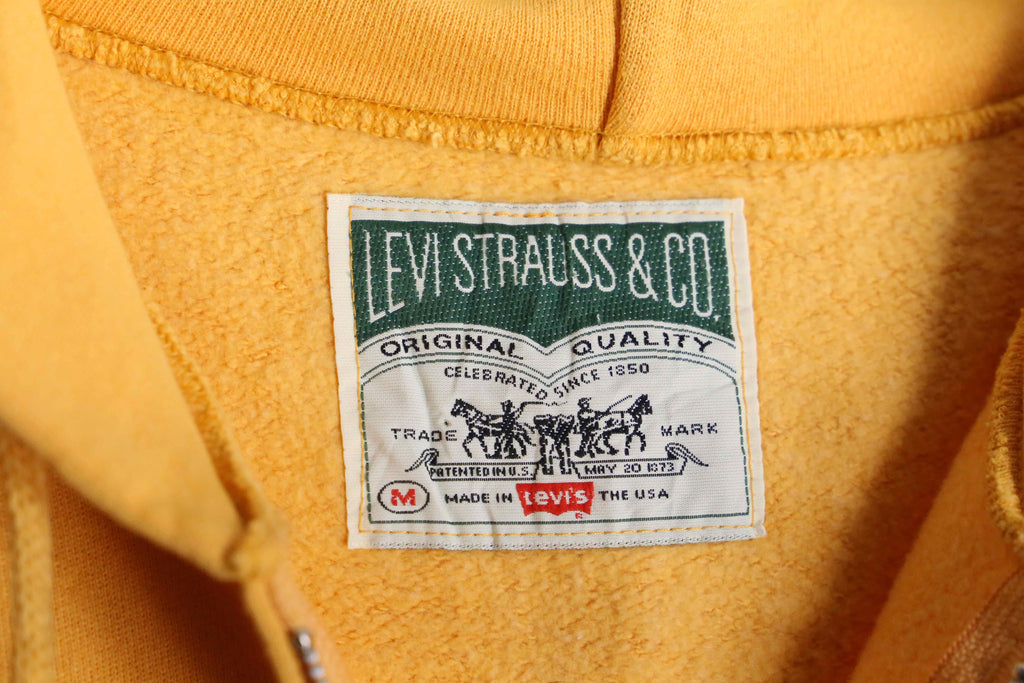 LEVI STRAUSS & CO.
ORIGINAL QUALITY
CELEBRATED SINCE 1850
TRADE MARK
PATENTED IN U.S. MAY 20 1873
M MADE IN Levi's THE USA
R